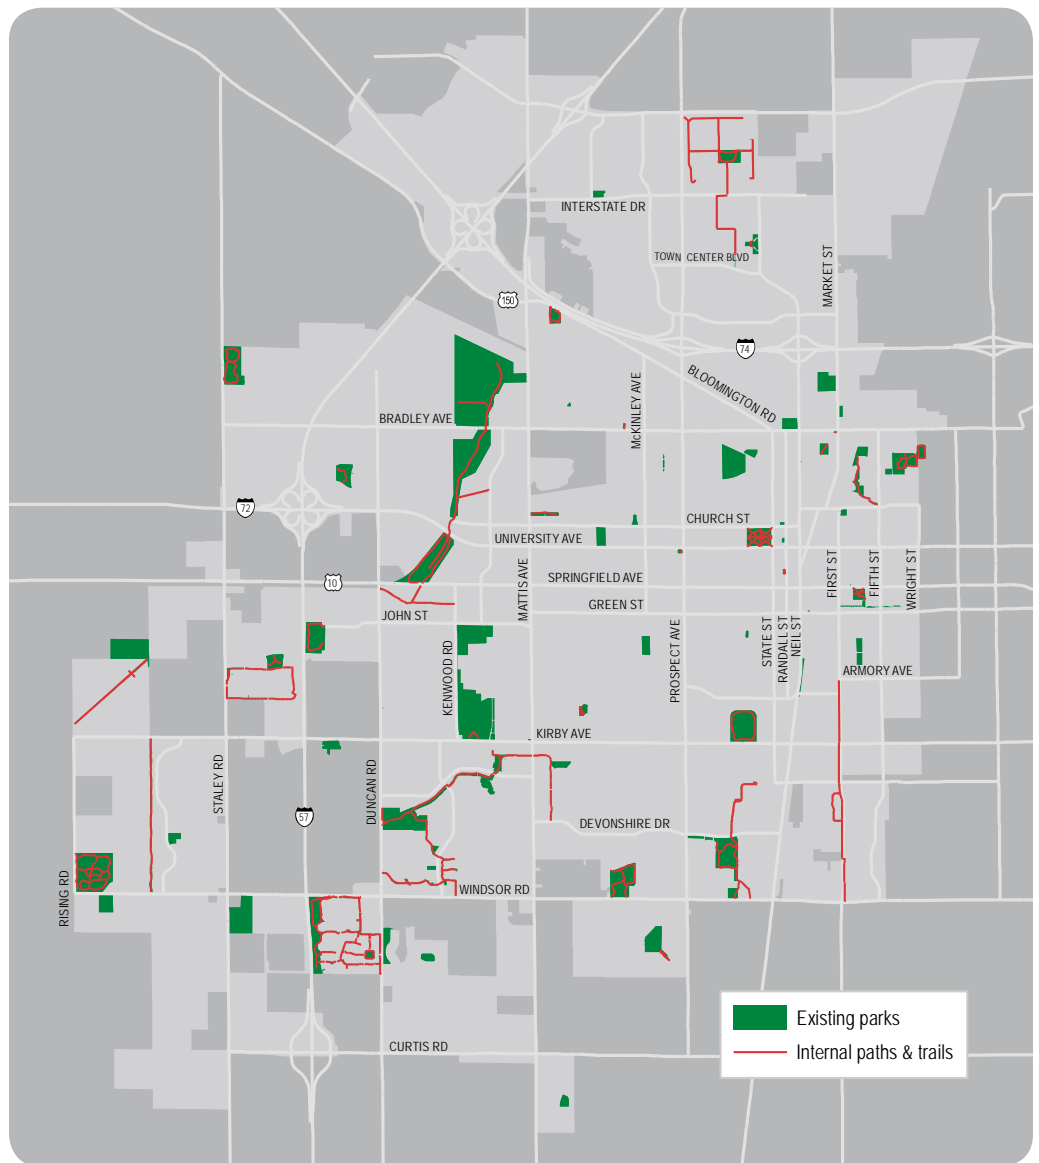 INTERSTATE DR
TOWN CENTER BLVD
MARKET ST
150
74
BLOOMINGTON RD
McKINLEY AVE
BRADLEY AVE
72
CHURCH ST
UNIVERSITY AVE
MATTIS AVE
SPRINGFIELD AVE
FIRST ST
FIFTH ST
WRIGHT ST
10
GREEN ST
JOHN ST
KENWOOD RD
PROSPECT AVE
STATE ST
RANDALL ST
NEIL ST
ARMORY AVE
KIRBY AVE
STALEY RD
DUNCAN RD
57
DEVONSHIRE DR
RISING RD
WINDSOR RD
CURTIS RD
Existing parks
Internal paths & trails